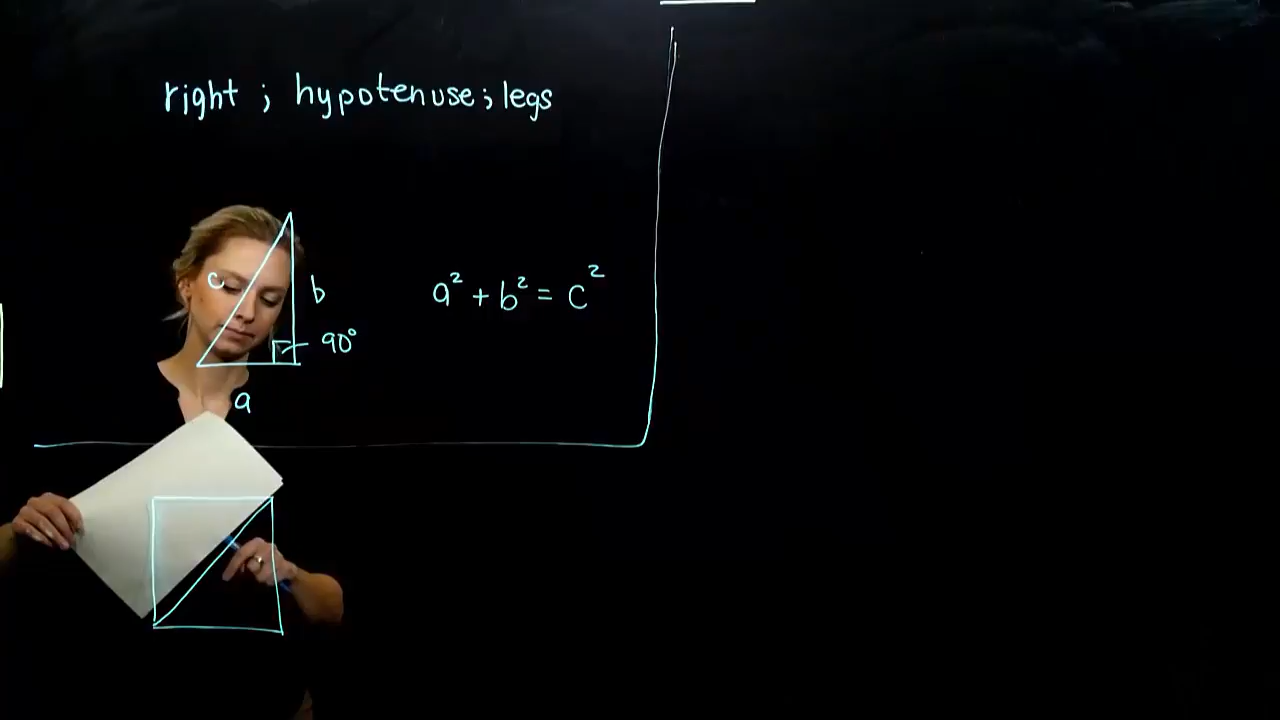 right ; hypotenuse; legs
c
b
a² + b² = c²
90°
a